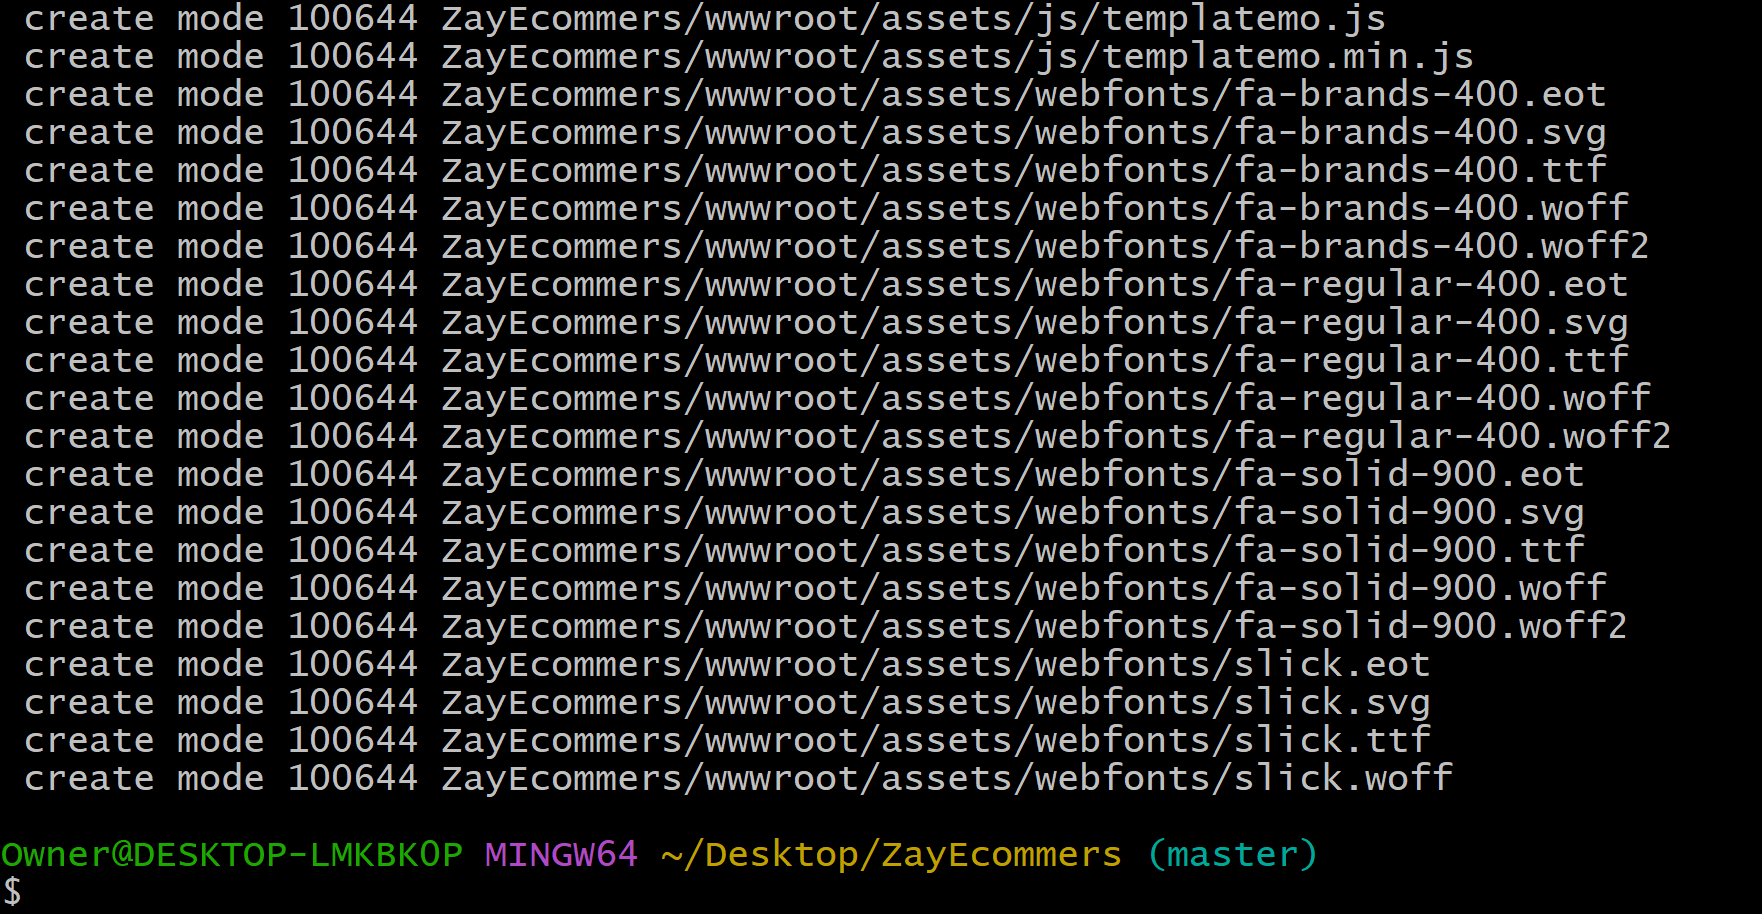 create mode 100644 ZayEcommers/wwwroot/assets/js/templatemo.js
create mode 100644 ZayEcommers/wwwroot/assets/js/templatemo.min.js
create mode 100644 ZayEcommers/wwwroot/assets/webfonts/fa-brands-400.eot
create mode 100644 ZayEcommers/wwwroot/assets/webfonts/fa-brands-400.svg
create mode 100644 ZayEcommers/wwwroot/assets/webfonts/fa-brands-400.ttf
create mode 100644 ZayEcommers/wwwroot/assets/webfonts/fa-brands-400.woff
create mode 100644 ZayEcommers/wwwroot/assets/webfonts/fa-brands-400.woff2
create mode 100644 ZayEcommers/wwwroot/assets/webfonts/fa-regular-400.eot
create mode 100644 ZayEcommers/wwwroot/assets/webfonts/fa-regular-400.svg
create mode 100644 ZayEcommers/wwwroot/assets/webfonts/fa-regular-400.ttf
create mode 100644 ZayEcommers/wwwroot/assets/webfonts/fa-regular-400.woff
create mode 100644 ZayEcommers/wwwroot/assets/webfonts/fa-regular-400.woff2
create mode 100644 ZayEcommers/wwwroot/assets/webfonts/fa-solid-900.eot
create mode 100644 ZayEcommers/wwwroot/assets/webfonts/fa-solid-900.svg
create mode 100644 ZayEcommers/wwwroot/assets/webfonts/fa-solid-900.ttf
create mode 100644 ZayEcommers/wwwroot/assets/webfonts/fa-solid-900.woff
create mode 100644 ZayEcommers/wwwroot/assets/webfonts/fa-solid-900.woff2
create mode 100644 ZayEcommers/wwwroot/assets/webfonts/slick.eot
create mode 100644 ZayEcommers/wwwroot/assets/webfonts/slick.svg
create mode 100644 ZayEcommers/wwwroot/assets/webfonts/slick.ttf
create mode 100644 ZayEcommers/wwwroot/assets/webfonts/slick.woff
Owner@DESKTOP-LMKBK0P MINGW64 ~/Desktop/ZayEcommers (master)
$